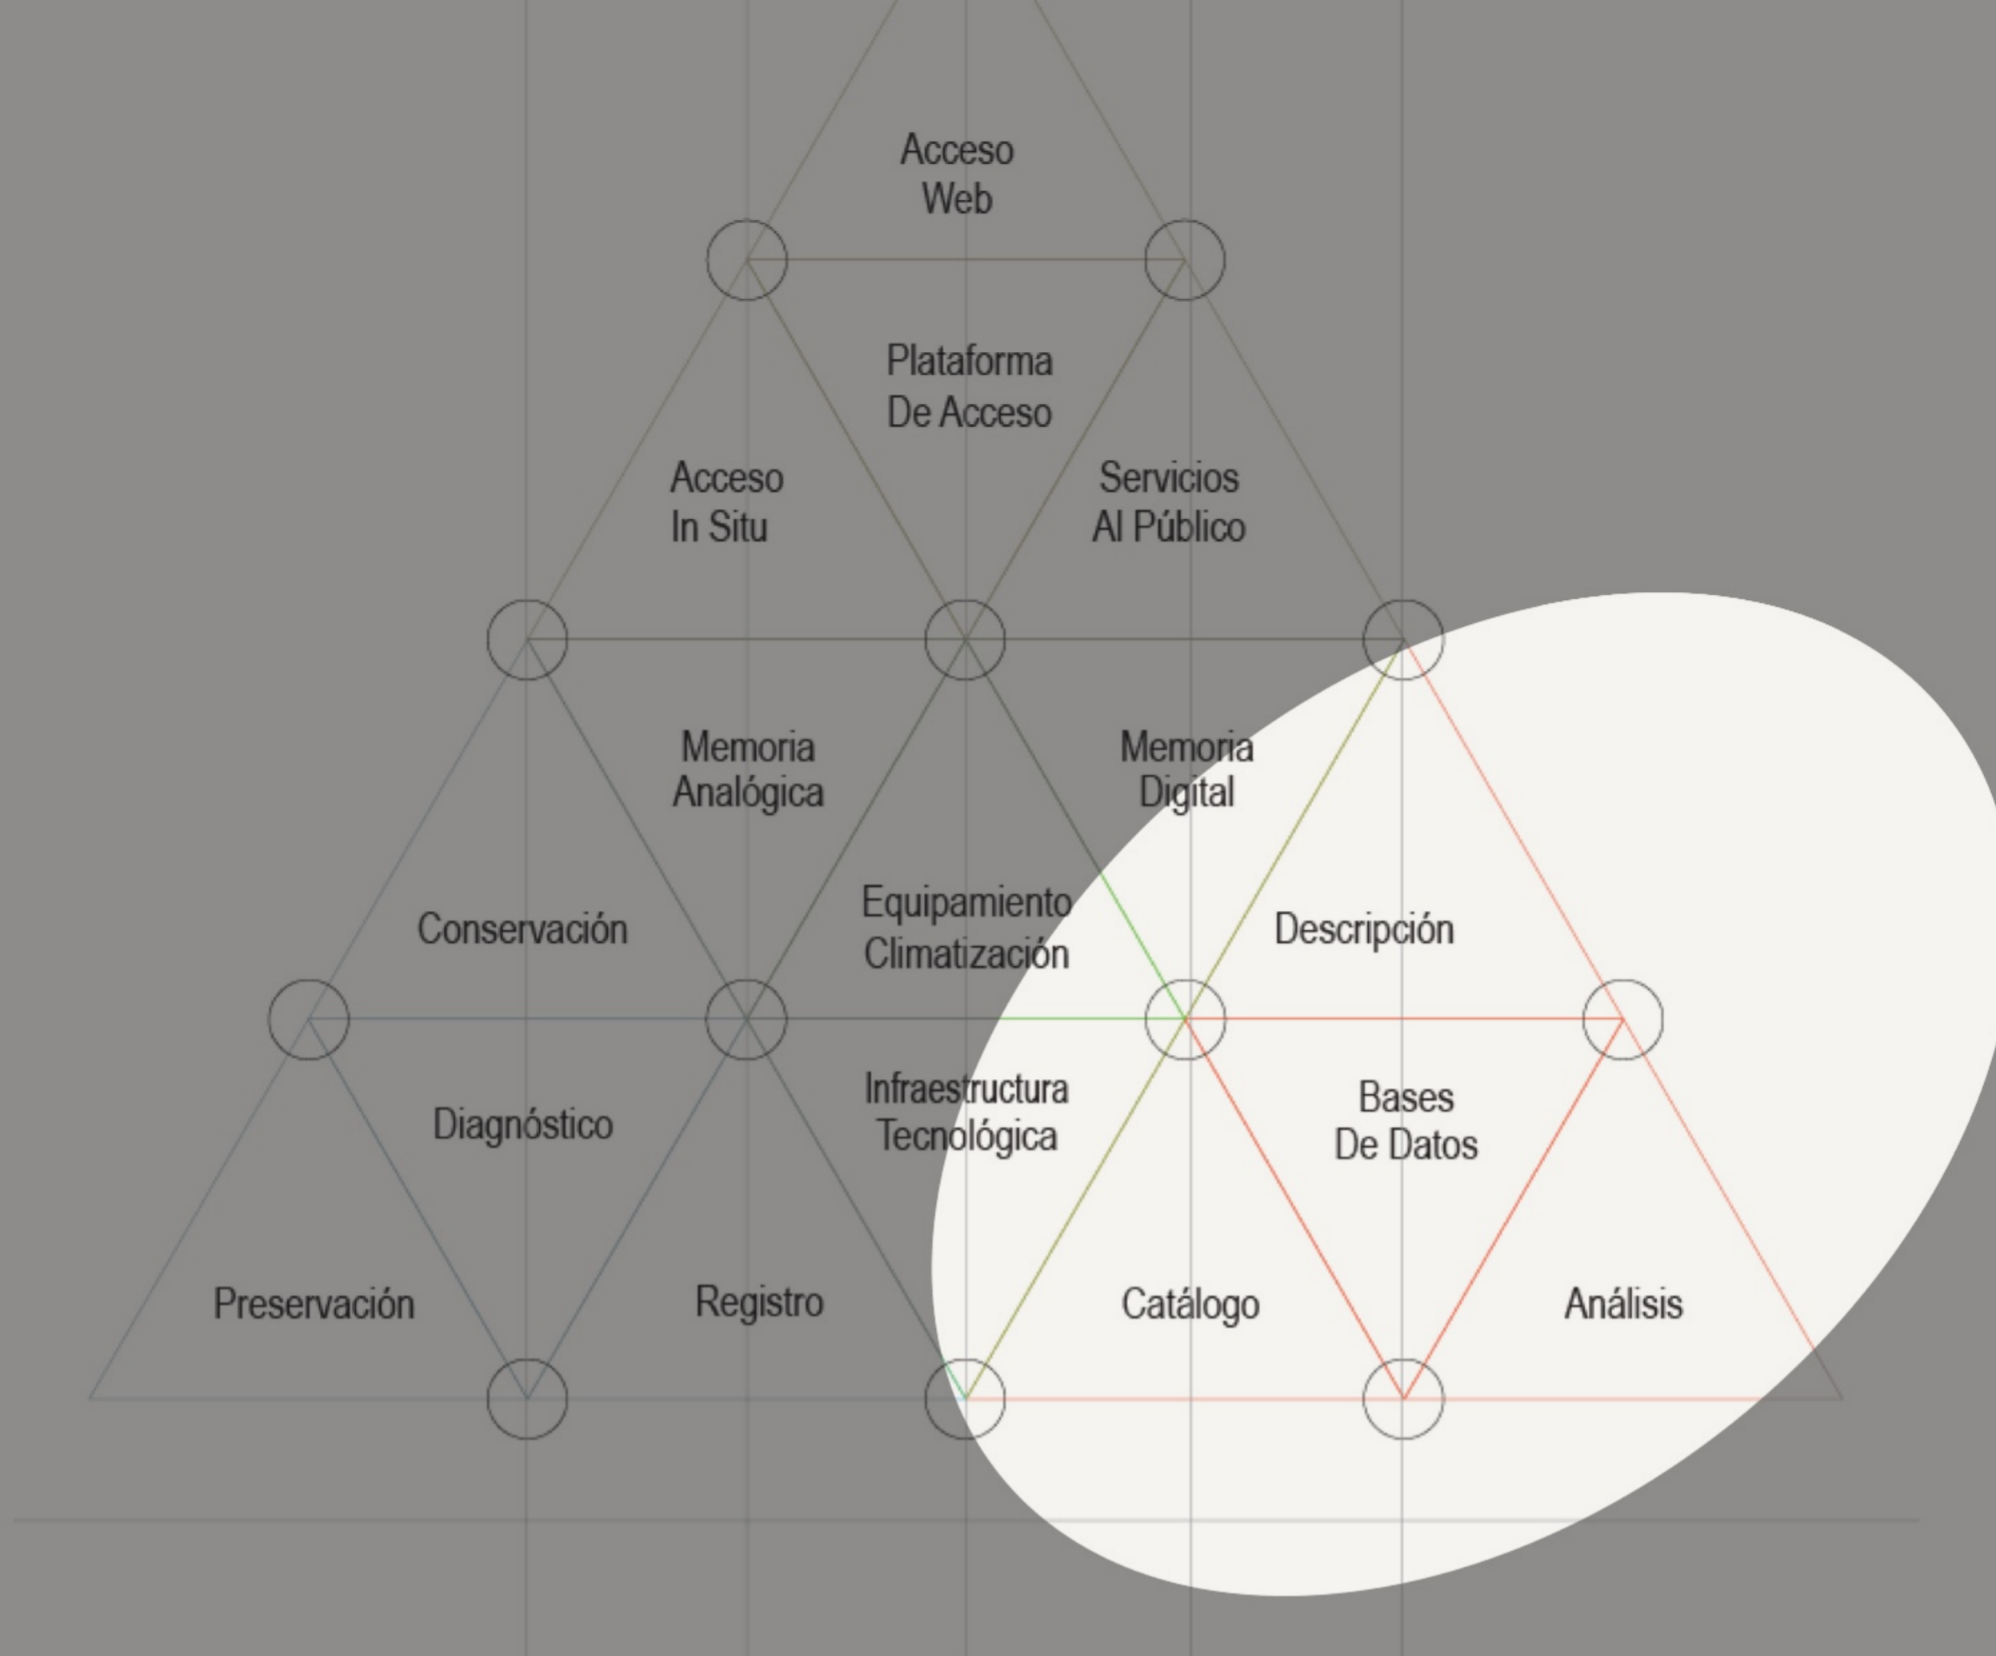 Acceso
Web
Plataforma
De Acceso
Acceso
In Situ
Servicios
Al Público
Memoria
Analógica
Memoria
Digital
Conservación
Equipamiento
Climatización
Descripción
Diagnóstico
Infraestructura
Tecnológica
Bases
De Datos
Preservación
Registro
Catálogo
Análisis